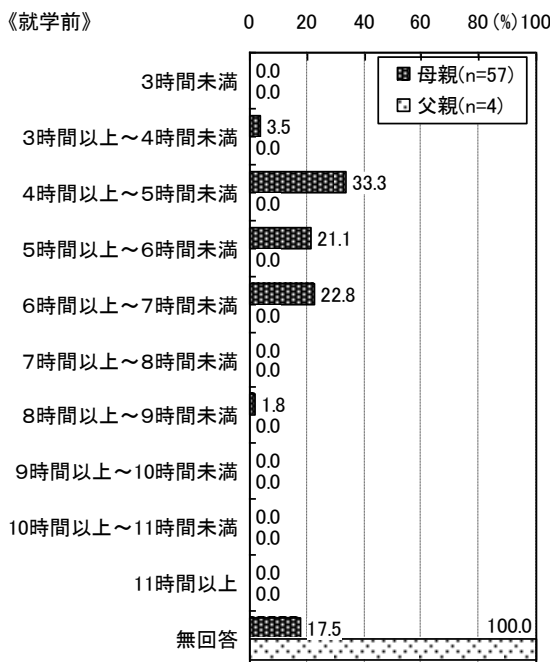 《就学前》
0 20 40 60 80 (%) 100
母親(n=57)
父親(n=4)
3時間未満 0.0
0.0
3時間以上～4時間未満 3.5
0.0
4時間以上～5時間未満 33.3
0.0
5時間以上～6時間未満 21.1
0.0
6時間以上～7時間未満 22.8
0.0
7時間以上～8時間未満 0.0
0.0
8時間以上～9時間未満 1.8
0.0
9時間以上～10時間未満 0.0
0.0
10時間以上～11時間未満 0.0
0.0
11時間以上 0.0
0.0
無回答 17.5
100.0